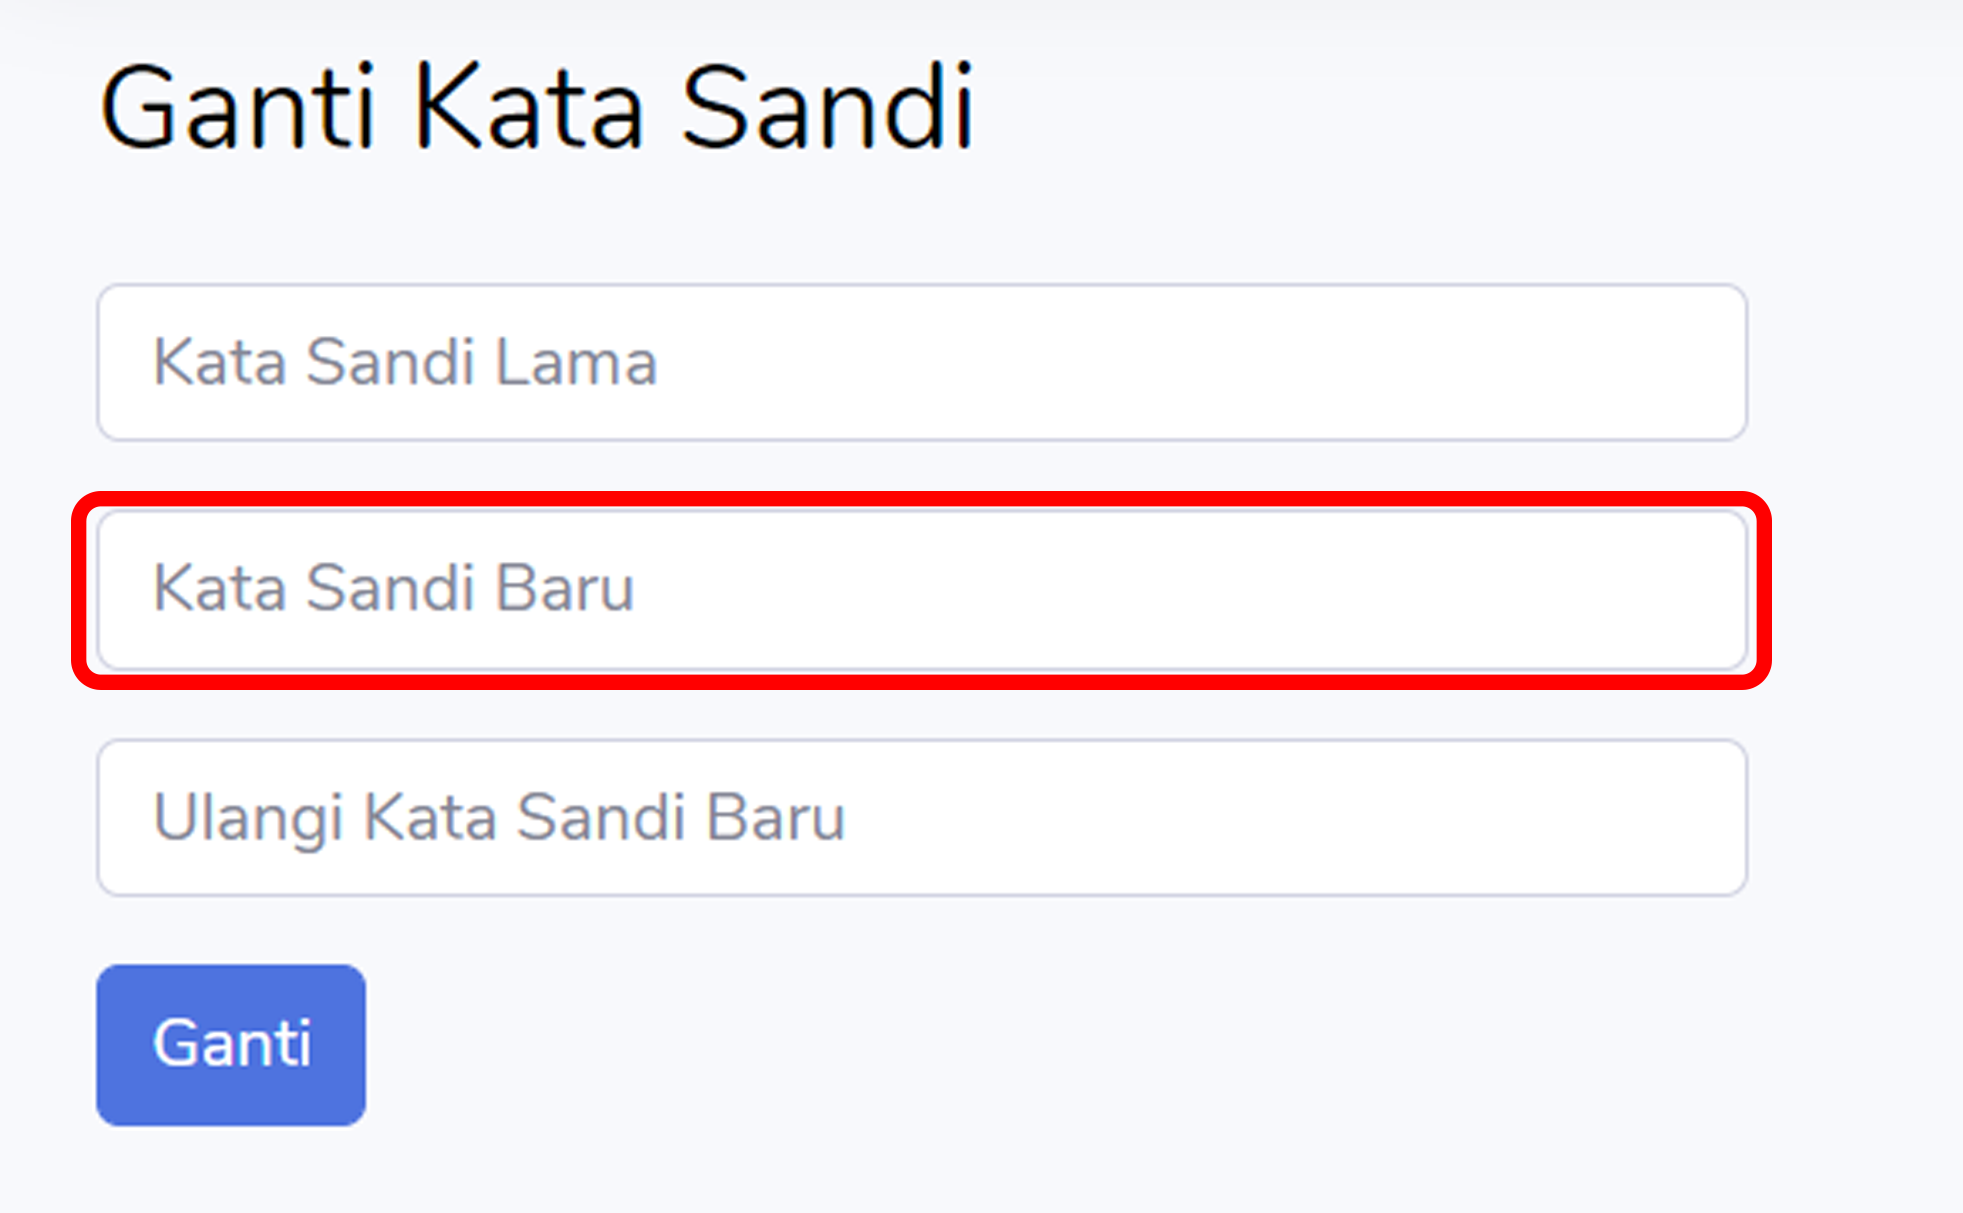 Ganti Kata Sandi
Kata Sandi Lama
Kata Sandi Baru
Ulangi Kata Sandi Baru
Ganti